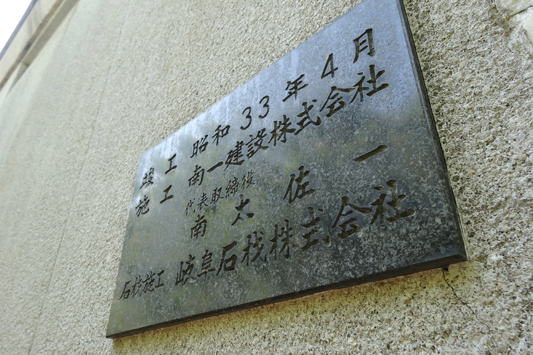 竣工 昭和33年4月
施工 南一建設株式会社
代表取締役
南太佐一
石材施工 岐阜石材株式会社